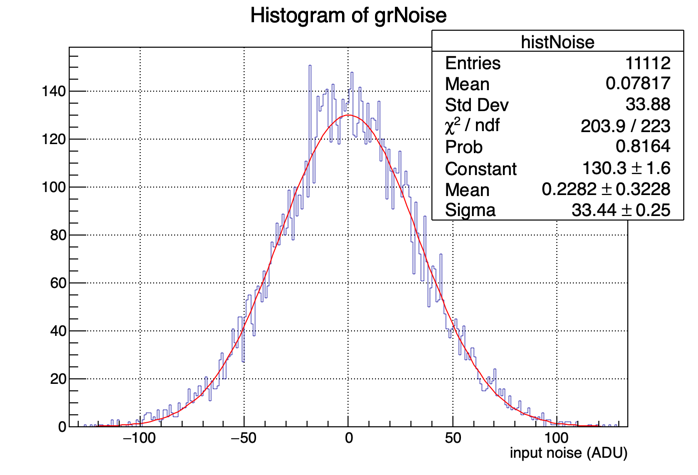 Histogram of grNoise
histNoise
Entries 11112
Mean 0.07817
Std Dev 33.88
χ² / ndf 203.9 / 223
Prob 0.8164
Constant 130.3 ± 1.6
Mean 0.2282 ± 0.3228
Sigma 33.44 ± 0.25
140
120
100
80
60
40
20
0
−100 −50 0 50 100
input noise (ADU)